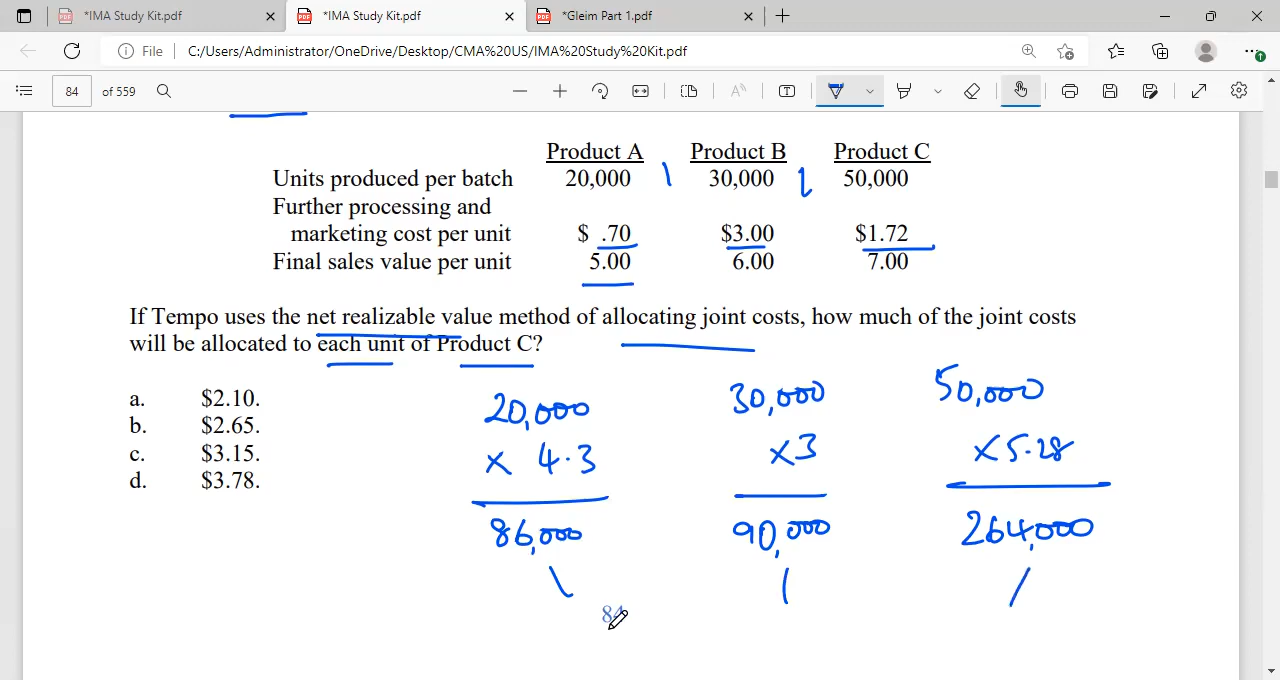 *IMA Study Kit.pdf *IMA Study Kit.pdf *Gleim Part 1.pdf
File C:/Users/Administrator/OneDrive/Desktop/CMA%20US/IMA%20Study%20Kit.pdf
84 of 559
Product A Product B Product C
Units produced per batch 20,000 30,000 50,000
Further processing and
marketing cost per unit $ .70 $3.00 $1.72
Final sales value per unit 5.00 6.00 7.00
If Tempo uses the net realizable value method of allocating joint costs, how much of the joint costs
will be allocated to each unit of Product C?
a. $2.10.
b. $2.65.
c. $3.15.
d. $3.78.
20,000 30,000 50,000
x 4.3 x3 x5.28
86,000 90,000 264,000
84